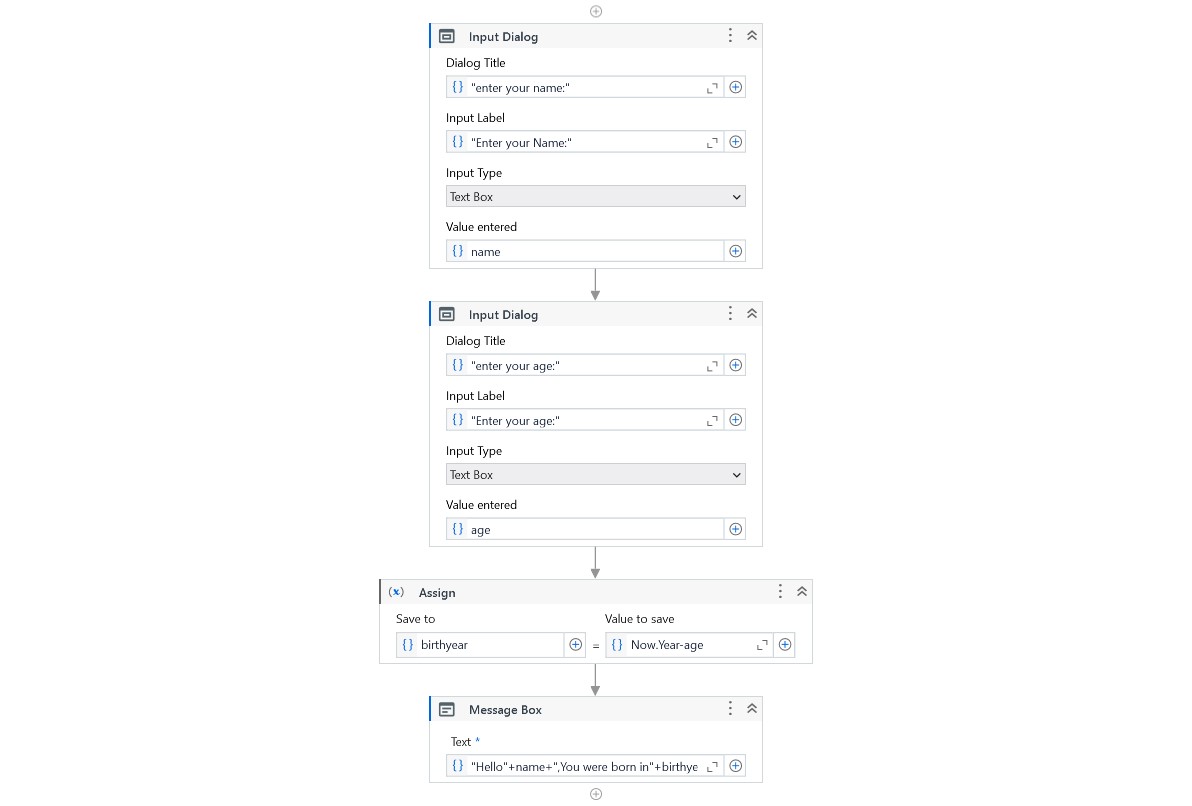 Input Dialog
Dialog Title
"enter your name:"
Input Label
"Enter your Name:"
Input Type
Text Box
Value entered
name
Input Dialog
Dialog Title
"enter your age:"
Input Label
"Enter your age:"
Input Type
Text Box
Value entered
age
Assign
Save to Value to save
birthyear = Now.Year-age
Message Box
Text *
"Hello"+name+",You were born in"+birthye